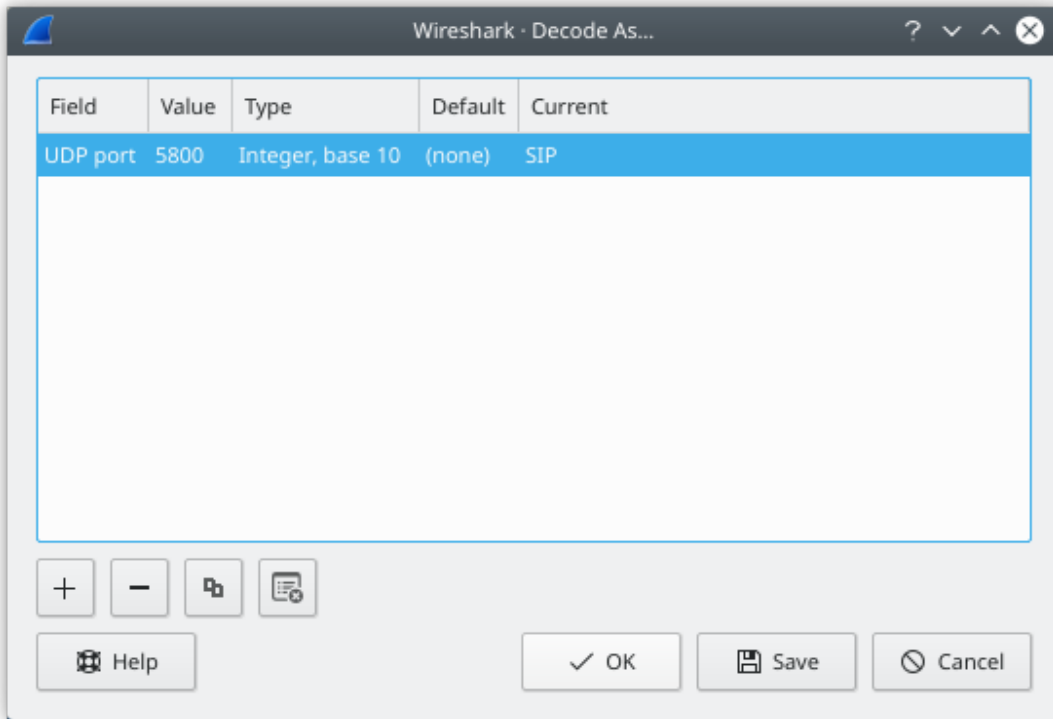 Wireshark · Decode As...
Field Value Type Default Current
UDP port 5800 Integer, base 10 (none) SIP
Help OK Save Cancel